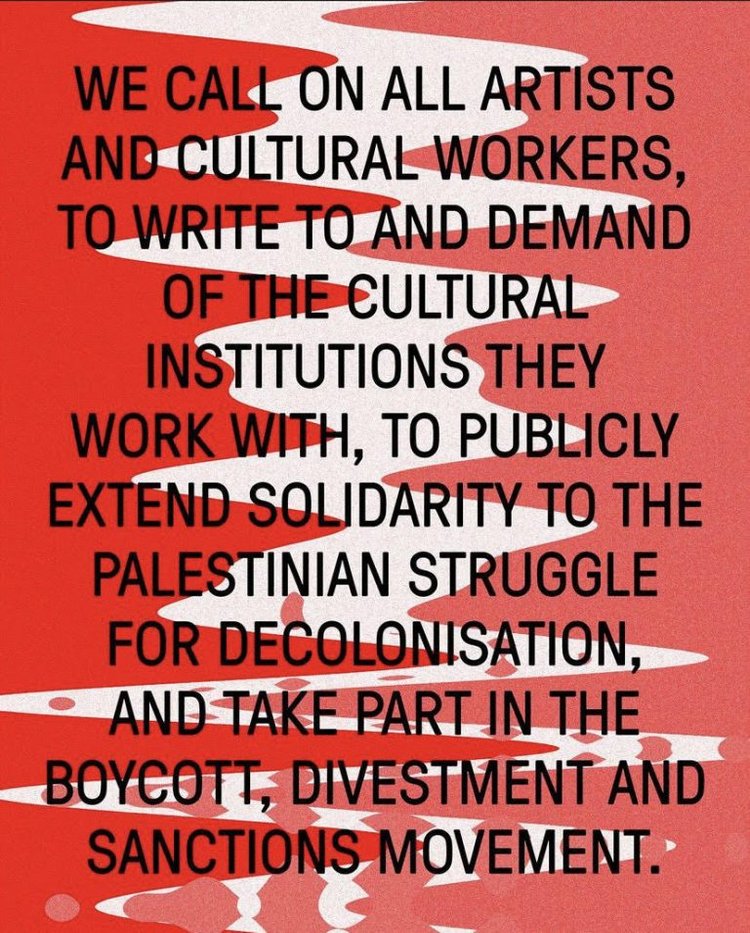 WE CALL ON ALL ARTISTS
AND CULTURAL WORKERS,
TO WRITE TO AND DEMAND
OF THE CULTURAL
INSTITUTIONS THEY
WORK WITH, TO PUBLICLY
EXTEND SOLIDARITY TO THE
PALESTINIAN STRUGGLE
FOR DECOLONISATION,
AND TAKE PART IN THE
BOYCOTT, DIVESTMENT AND
SANCTIONS MOVEMENT.